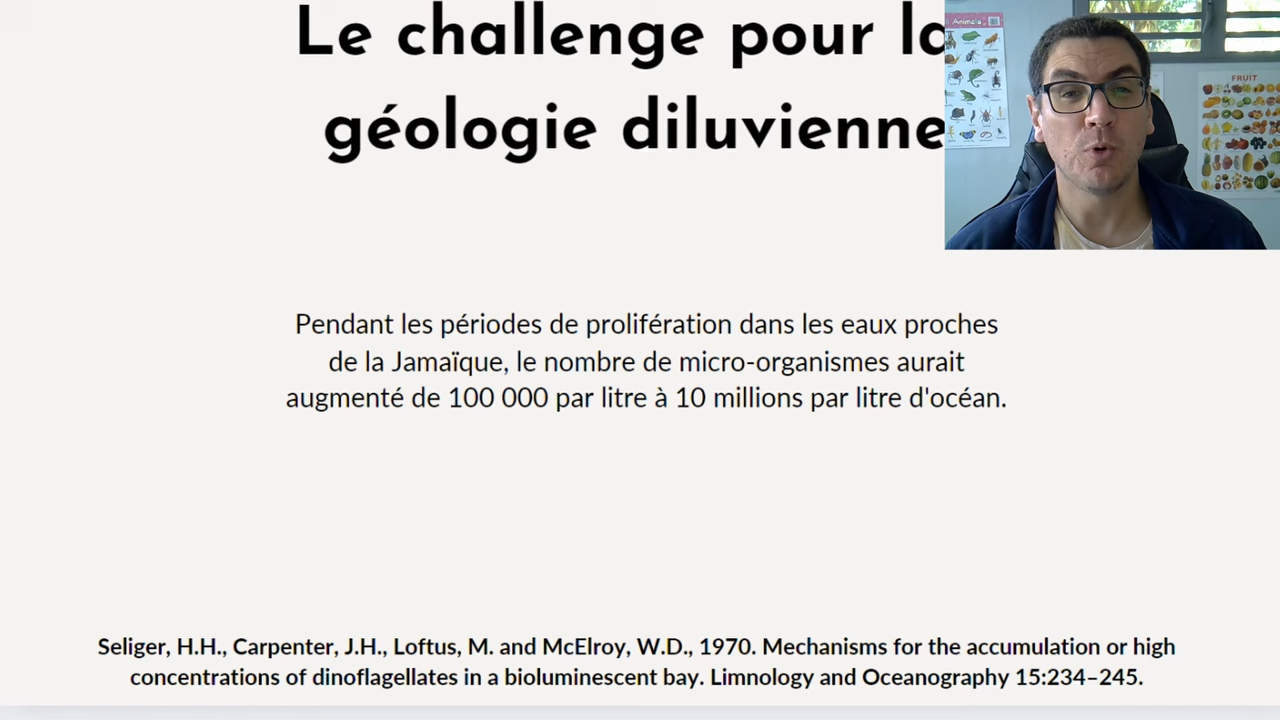 Le challenge pour la
géologie diluvienne
Animals
FRUIT
Pendant les périodes de prolifération dans les eaux proches
de la Jamaïque, le nombre de micro-organismes aurait
augmenté de 100 000 par litre à 10 millions par litre d'océan.
Seliger, H.H., Carpenter, J.H., Loftus, M. and McElroy, W.D., 1970. Mechanisms for the accumulation or high
concentrations of dinoflagellates in a bioluminescent bay. Limnology and Oceanography 15:234–245.